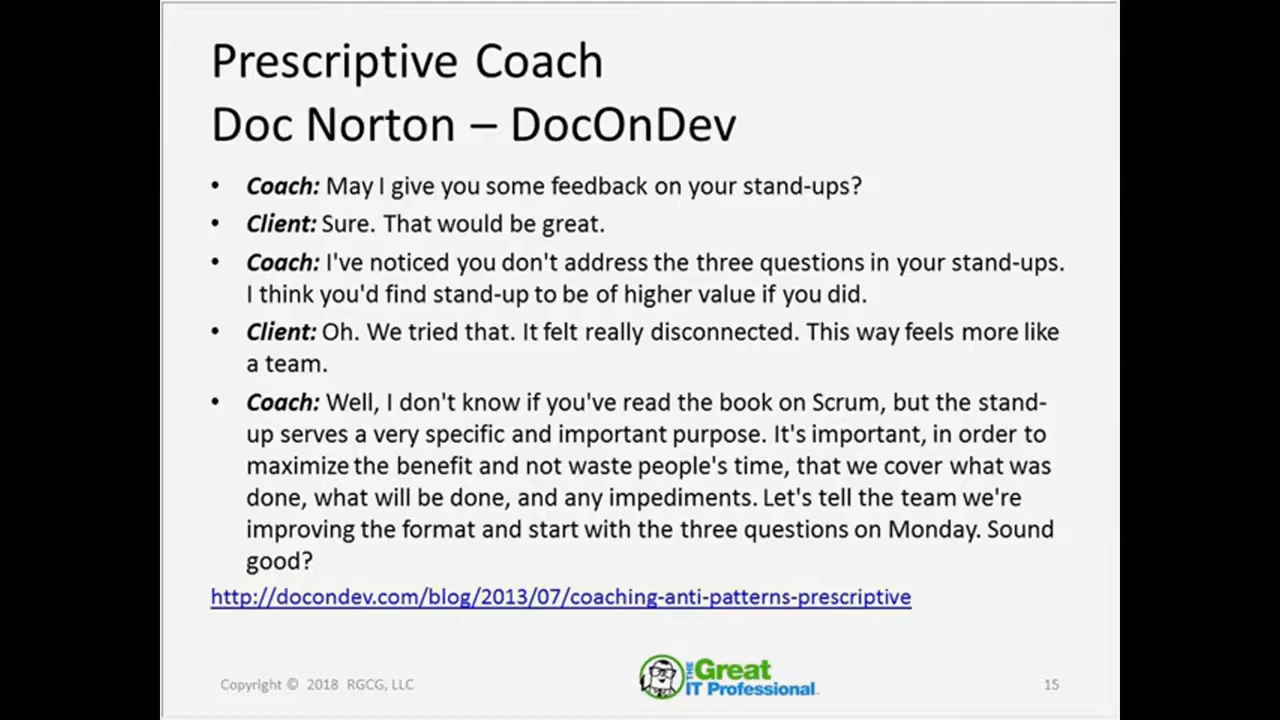 Prescriptive Coach
Doc Norton – DocOnDev
• Coach: May I give you some feedback on your stand-ups?
• Client: Sure. That would be great.
• Coach: I've noticed you don't address the three questions in your stand-ups.
I think you'd find stand-up to be of higher value if you did.
• Client: Oh. We tried that. It felt really disconnected. This way feels more like
a team.
• Coach: Well, I don't know if you've read the book on Scrum, but the stand-
up serves a very specific and important purpose. It's important, in order to
maximize the benefit and not waste people's time, that we cover what was
done, what will be done, and any impediments. Let's tell the team we're
improving the format and start with the three questions on Monday. Sound
good?
http://docondev.com/blog/2013/07/coaching-anti-patterns-prescriptive
Copyright © 2018 RGCG, LLC
THE Great
IT Professional
15